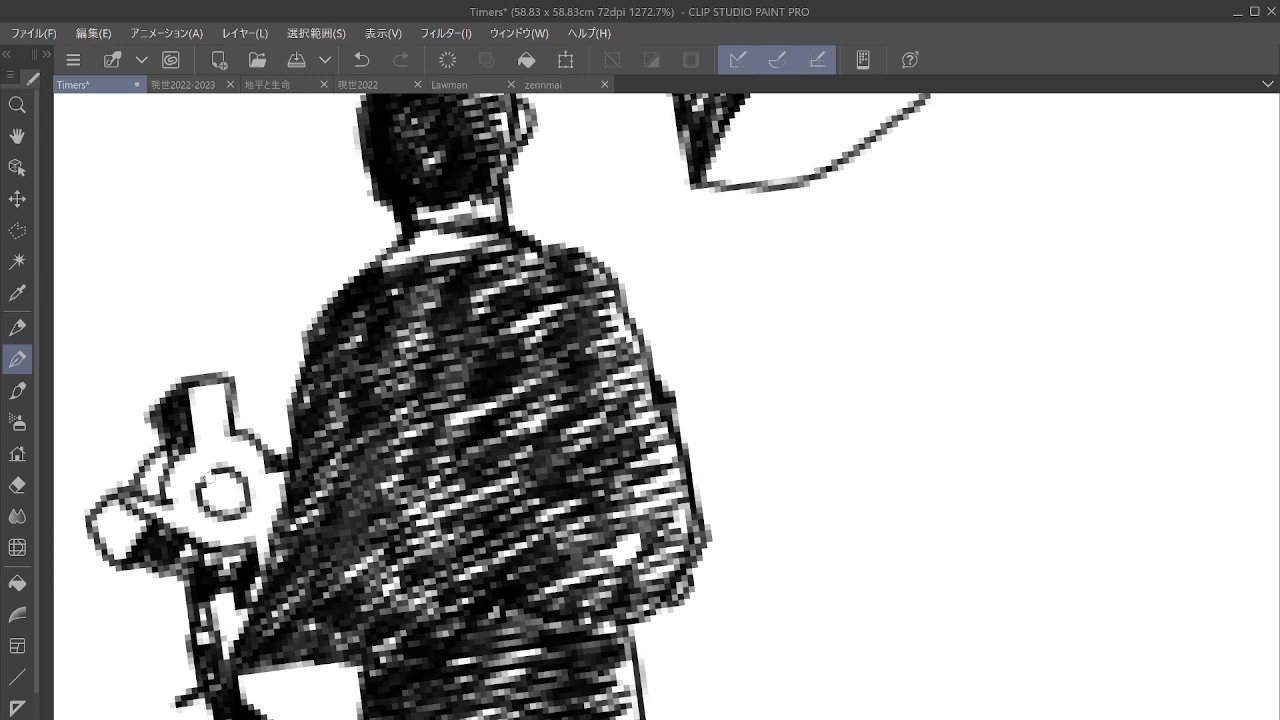 Timers* (58.83 x 58.83cm 72dpi 1272.7%)  - CLIP STUDIO PAINT PRO
ファイル(F) 編集(E) アニメーション(A) レイヤー(L) 選択範囲(S) 表示(V) フィルター(I) ウィンドウ(W) ヘルプ(H)
Timers* 現世2022-2023 地平と生命 現世2022 Lawman zennmai